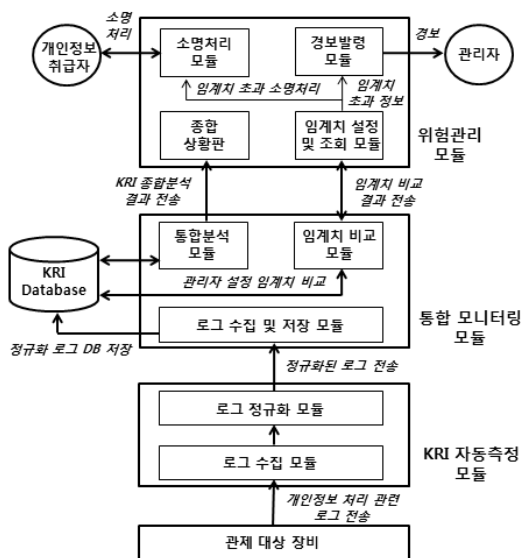 소명
처리
개인정보
취급자
소명처리
모듈
경보발령
모듈
경보
관리자
임계치 초과 소명처리
임계치
초과 정보
종합
상황판
임계치 설정
및 조회 모듈
위험관리
모듈
KRI 종합분석
결과 전송
임계치 비교
결과 전송
통합분석
모듈
임계치 비교
모듈
KRI
Database
관리자 설정 임계치 비교
로그 수집 및 저장 모듈
통합 모니터링
모듈
정규화 로그 DB 저장
정규화된 로그 전송
로그 정규화 모듈
로그 수집 모듈
KRI 자동측정
모듈
개인정보 처리 관련
로그 전송
관제 대상 장비